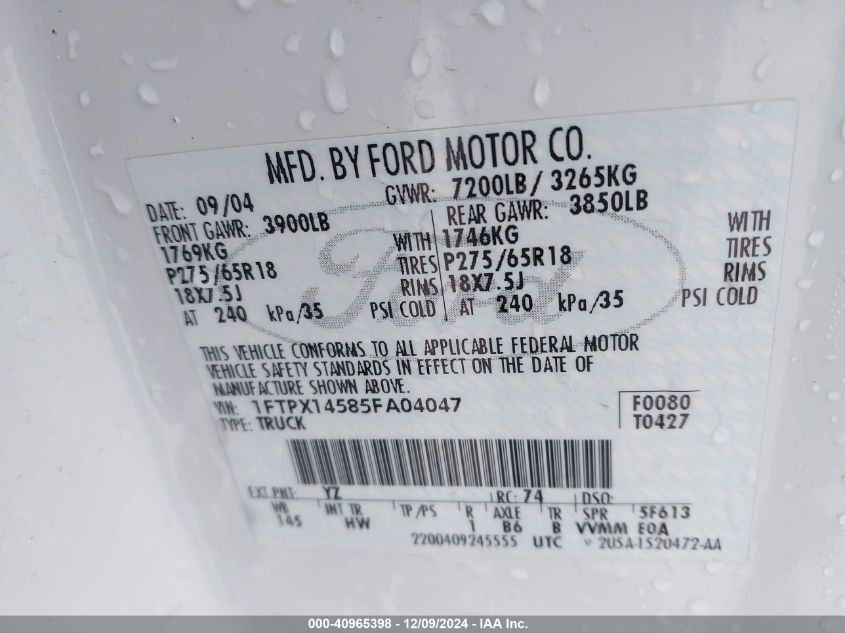 MFD. BY FORD MOTOR CO.
DATE: 09/04 GVWR: 7200LB/ 3265KG
FRONT GAWR: 3900LB REAR GAWR: 3850LB
1769KG WITH 1746KG WITH
P275/65R18 TIRES P275/65R18 TIRES
18X7.5J RIMS 18X7.5J RIMS
AT 240 kPa/35 PSI COLD AT 240 kPa/35 PSI COLD
Ford
THIS VEHICLE CONFORMS TO ALL APPLICABLE FEDERAL MOTOR
VEHICLE SAFETY STANDARDS IN EFFECT ON THE DATE OF
MANUFACTURE SHOWN ABOVE.
VIN: 1FTPX14585FA04047 F0080
TYPE: TRUCK T0427
EXT PNT: YZ RC: 74 DSO:
WB INT TR TP/PS R AXLE TR SPR 5F613
145 HW 1 B6 B VVMM EOA
2200409245555 UTC 2U5A-1520472-AA
000-40965398 - 12/09/2024 - IAA Inc.